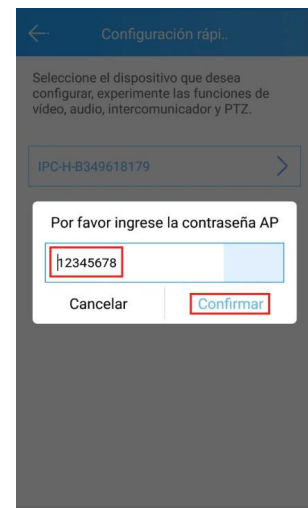 Configuración rápi..
Seleccione el dispositivo que desea
configurar, experimente las funciones de
vídeo, audio, intercomunicador y PTZ.
IPC-H-B349618179
Por favor ingrese la contraseña AP
12345678
Cancelar
Confirmar